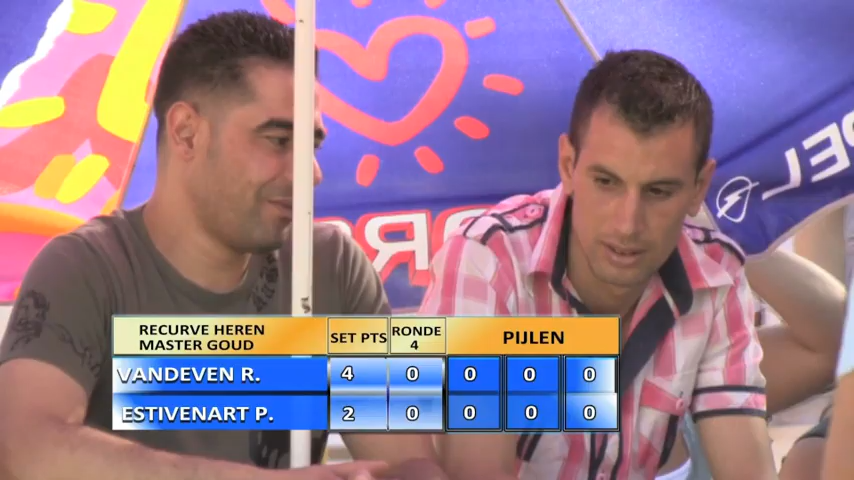 RECURVE HEREN
MASTER GOUD
SET PTS
RONDE
4
PIJLEN
VANDEVEN R. 4 0 0 0 0
ESTIVENART P. 2 0 0 0 0